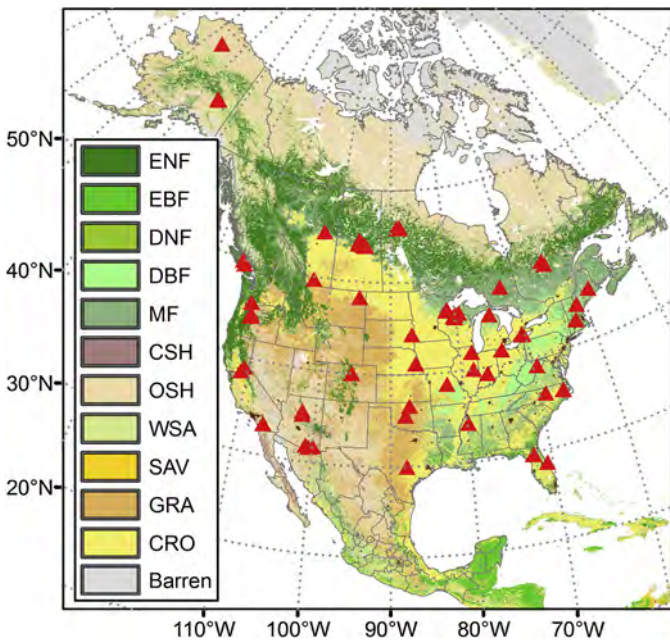 50°N
40°N
30°N
20°N
ENF
EBF
DNF
DBF
MF
CSH
OSH
WSA
SAV
GRA
CRO
Barren
110°W 100°W 90°W 80°W 70°W